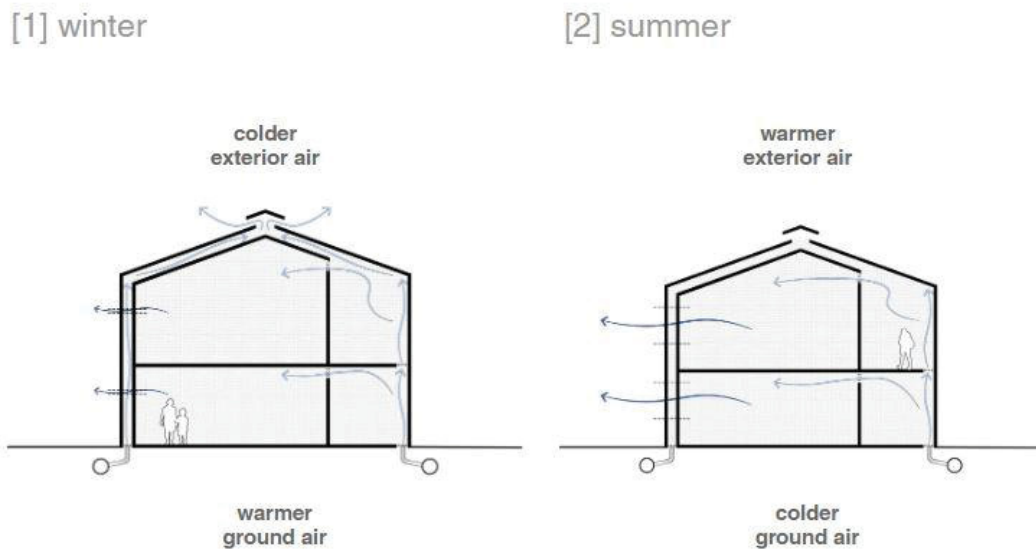 [1] winter
[2] summer
colder
exterior air
warmer
exterior air
warmer
ground air
colder
ground air